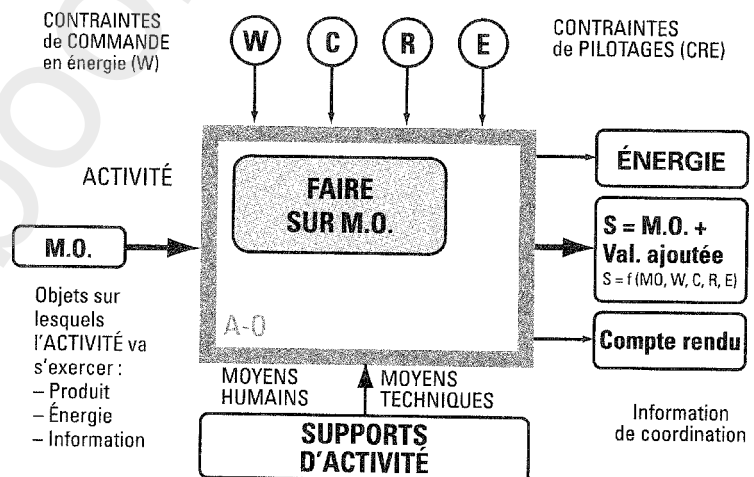 CONTRAINTES
de COMMANDE
en énergie (W)
W
C
R
E
CONTRAINTES
de PILOTAGES (CRE)
ACTIVITÉ
M.O.
Objets sur
lesquels
l'ACTIVITÉ va
s'exercer :
– Produit
– Énergie
– Information
FAIRE
SUR M.O.
A-0
ÉNERGIE
S = M.O. +
Val. ajoutée
S = f (MO, W, C, R, E)
Compte rendu
Information
de coordination
MOYENS
HUMAINS
MOYENS
TECHNIQUES
SUPPORTS
D'ACTIVITÉ